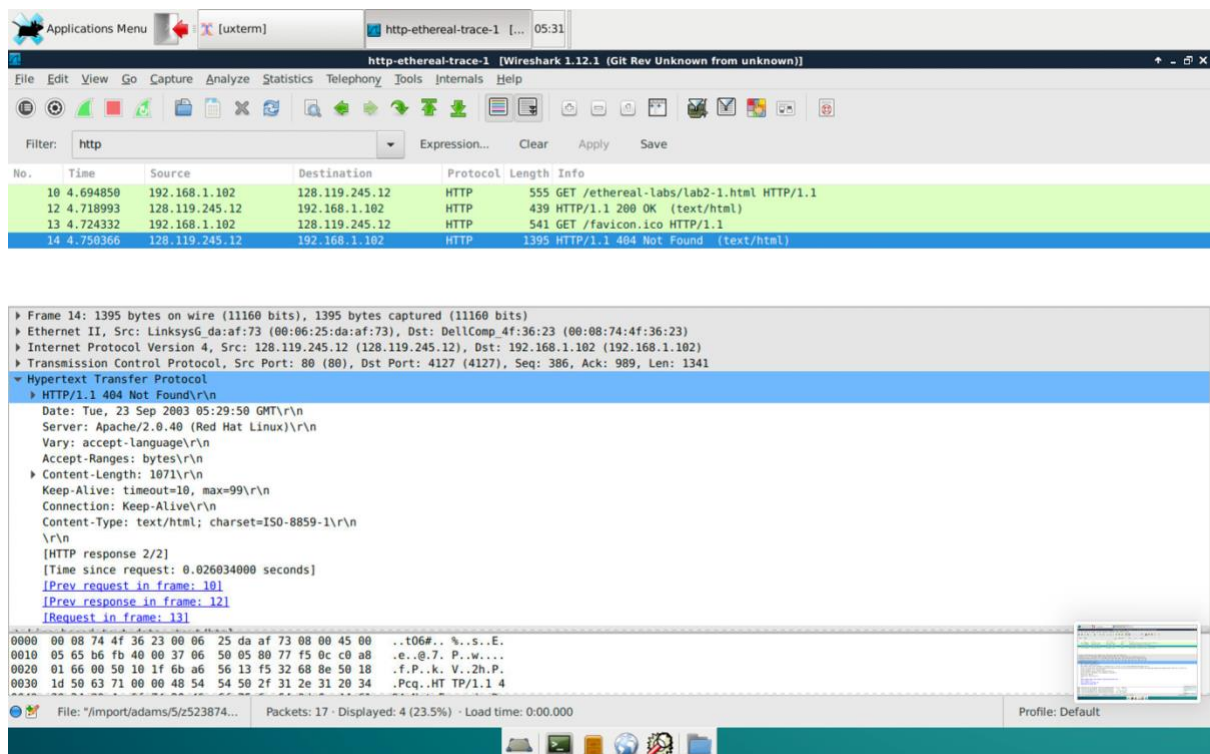 Applications Menu [uxterm] http-ethereal-trace-1 [... 05:31
http-ethereal-trace-1 [Wireshark 1.12.1 (Git Rev Unknown from unknown)]
File Edit View Go Capture Analyze Statistics Telephony Tools Internals Help
Filter: http Expression... Clear Apply Save
No. Time Source Destination Protocol Length Info
10 4.694850 192.168.1.102 128.119.245.12 HTTP 555 GET /ethereal-labs/lab2-1.html HTTP/1.1
12 4.718993 128.119.245.12 192.168.1.102 HTTP 439 HTTP/1.1 200 OK (text/html)
13 4.724332 192.168.1.102 128.119.245.12 HTTP 541 GET /favicon.ico HTTP/1.1
14 4.750366 128.119.245.12 192.168.1.102 HTTP 1395 HTTP/1.1 404 Not Found (text/html)
Frame 14: 1395 bytes on wire (11160 bits), 1395 bytes captured (11160 bits)
Ethernet II, Src: LinksysG_da:af:73 (00:06:25:da:af:73), Dst: DellComp_4f:36:23 (00:08:74:4f:36:23)
Internet Protocol Version 4, Src: 128.119.245.12 (128.119.245.12), Dst: 192.168.1.102 (192.168.1.102)
Transmission Control Protocol, Src Port: 80 (80), Dst Port: 4127 (4127), Seq: 386, Ack: 989, Len: 1341
Hypertext Transfer Protocol
HTTP/1.1 404 Not Found\r\n
Date: Tue, 23 Sep 2003 05:29:50 GMT\r\n
Server: Apache/2.0.40 (Red Hat Linux)\r\n
Vary: accept-language\r\n
Accept-Ranges: bytes\r\n
Content-Length: 1071\r\n
Keep-Alive: timeout=10, max=99\r\n
Connection: Keep-Alive\r\n
Content-Type: text/html; charset=ISO-8859-1\r\n
\r\n
[HTTP response 2/2]
[Time since request: 0.026034000 seconds]
[Prev request in frame: 10]
[Prev response in frame: 12]
[Request in frame: 13]
0000 00 08 74 4f 36 23 00 06 25 da af 73 08 00 45 00 ..tO6#.. %..s..E.
0010 05 65 b6 fb 40 00 37 06 50 05 80 77 f5 0c c0 a8 .e..@.7. P..w....
0020 01 66 00 50 10 1f 6b a6 56 13 f5 32 68 8e 50 18 .f.P..k. V..2h.P.
0030 1d 50 63 71 00 00 48 54 54 50 2f 31 2e 31 20 34 .Pcq..HT TP/1.1 4
File: "/import/adams/5/z523874... Packets: 17 · Displayed: 4 (23.5%) · Load time: 0:00.000 Profile: Default